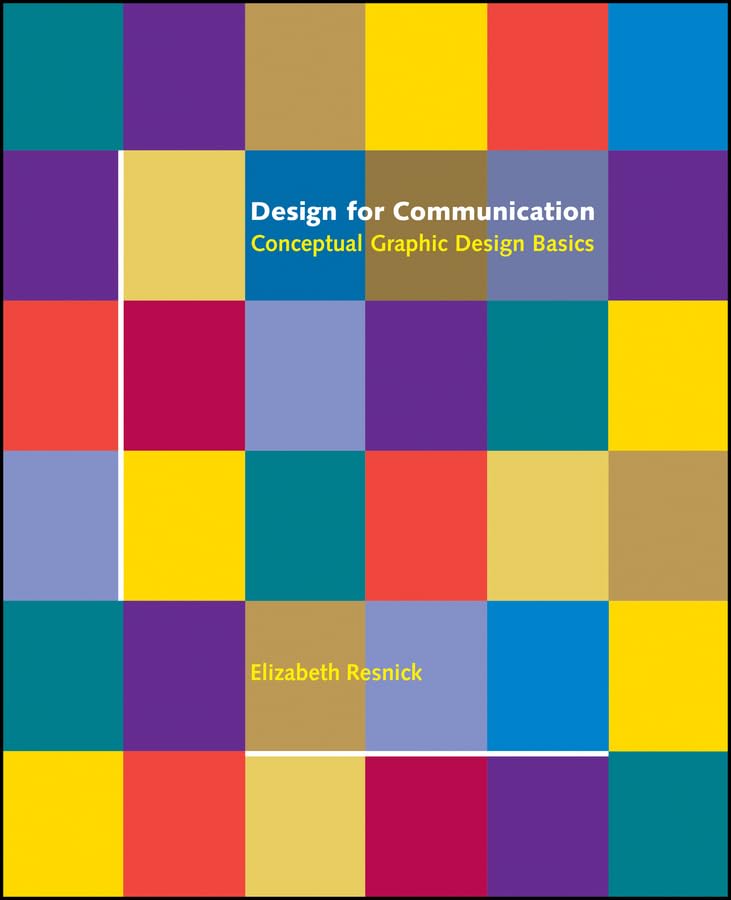 Design for Communication
Conceptual Graphic Design Basics
Elizabeth Resnick